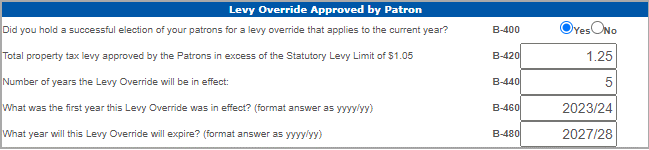 Levy Override Approved by Patron
Did you hold a successful election of your patrons for a levy override that applies to the current year? B-400 Yes No
Total property tax levy approved by the Patrons in excess of the Statutory Levy Limit of $1.05 B-420 1.25
Number of years the Levy Override will be in effect: B-440 5
What was the first year this Levy Override was in effect? (format answer as yyyy/yy) B-460 2023/24
What year will this Levy Override will expire? (format answer as yyyy/yy) B-480 2027/28